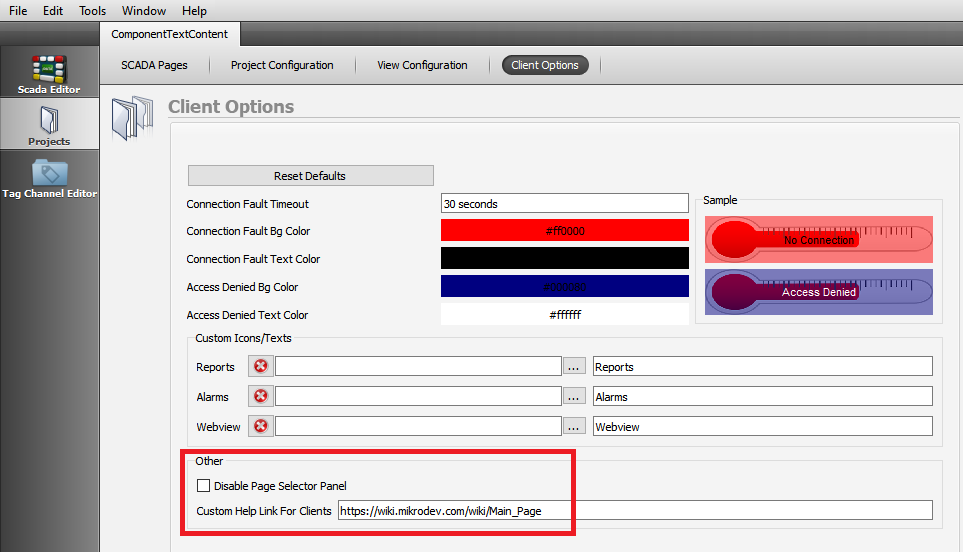 File Edit Tools Window Help
ComponentTextContent
SCADA Pages Project Configuration View Configuration Client Options
Scada Editor
Projects
Tag Channel Editor
Client Options
Reset Defaults
Connection Fault Timeout 30 seconds
Connection Fault Bg Color #ff0000
Connection Fault Text Color
Access Denied Bg Color #000080
Access Denied Text Color #ffffff
Sample
No Connection
Access Denied
Custom Icons/Texts
Reports ... Reports
Alarms ... Alarms
Webview ... Webview
Other
Disable Page Selector Panel
Custom Help Link For Clients https://wiki.mikrodev.com/wiki/Main_Page